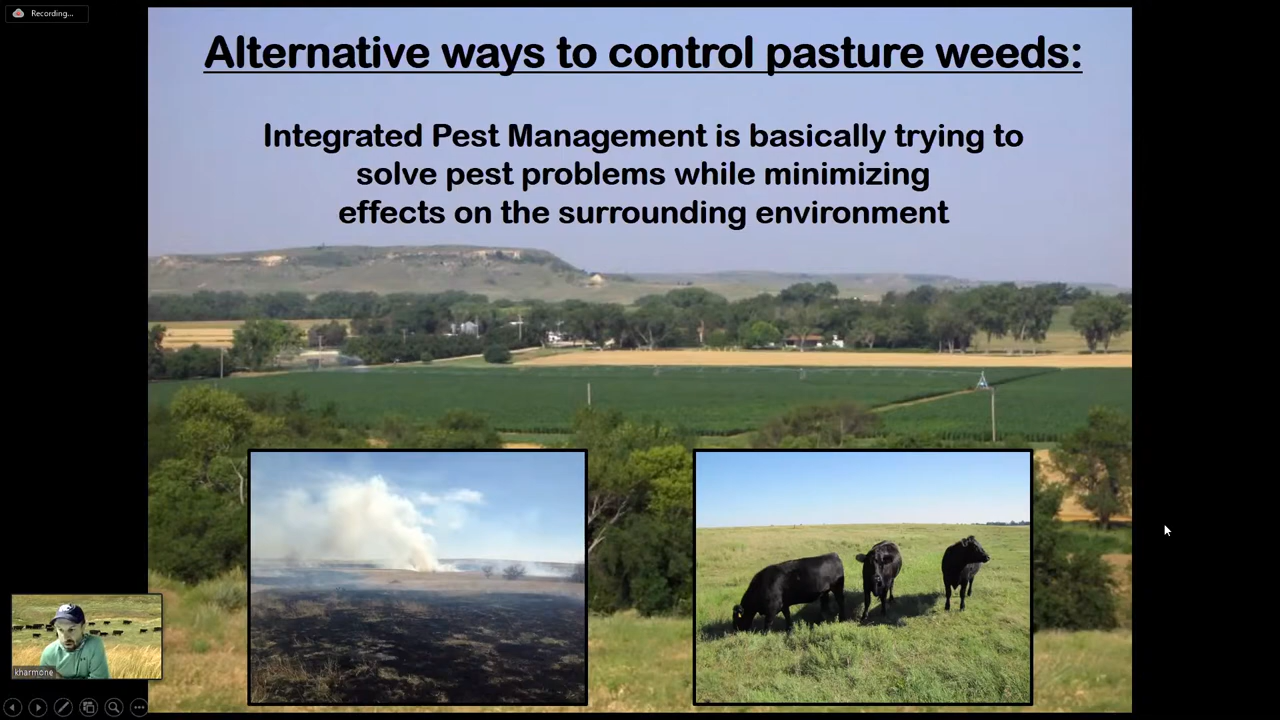 Recording...
Alternative ways to control pasture weeds:
Integrated Pest Management is basically trying to
solve pest problems while minimizing
effects on the surrounding environment
kharmone